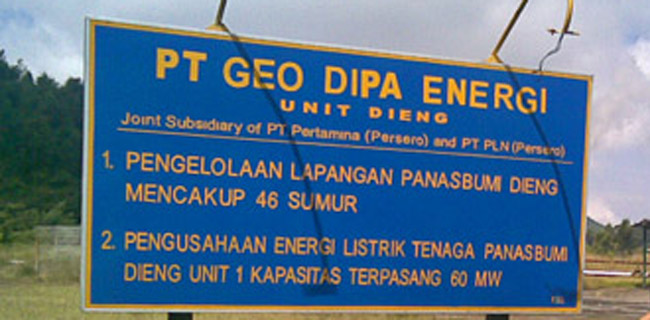 PT GEO DIPA ENERGI
UNIT DIENG
Joint Subsidiary of PT. Pertamina (Persero) and PT PLN (Persero)
1. PENGELOLAAN LAPANGAN PANASBUMI DIENG
MENCAKUP 46 SUMUR
2. PENGUSAHAAN ENERGI LISTRIK TENAGA PANASBUMI
DIENG UNIT 1 KAPASITAS TERPASANG 60 MW